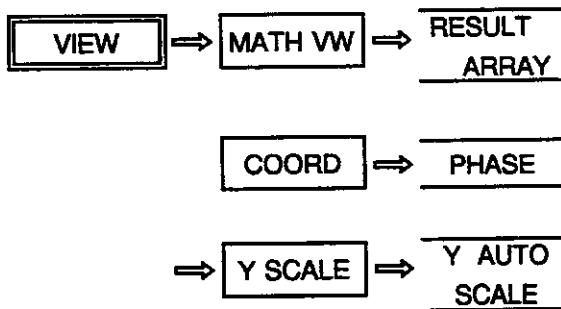 VIEW
MATH VW
RESULT
ARRAY
COORD
PHASE
Y SCALE
Y AUTO
SCALE